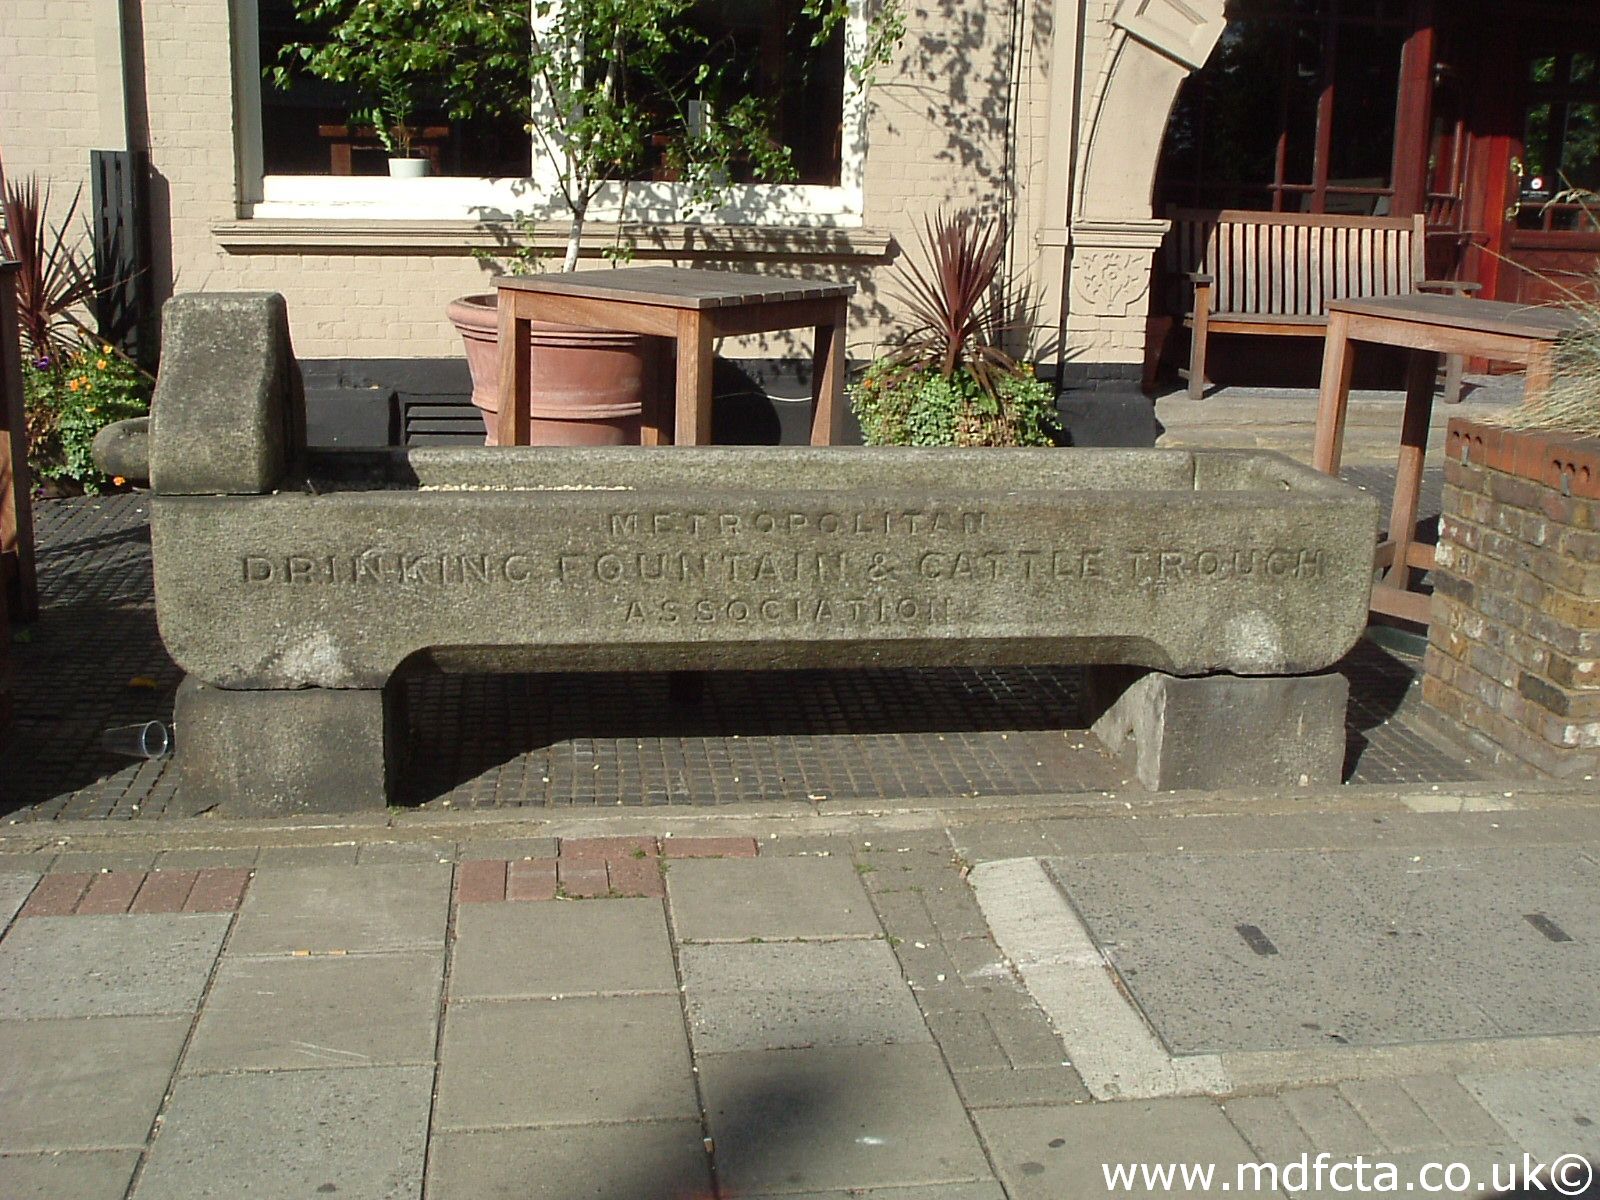 METROPOLITAN
DRINKING FOUNTAIN & CATTLE TROUGH
ASSOCIATION
www.mdfcta.co.uk©